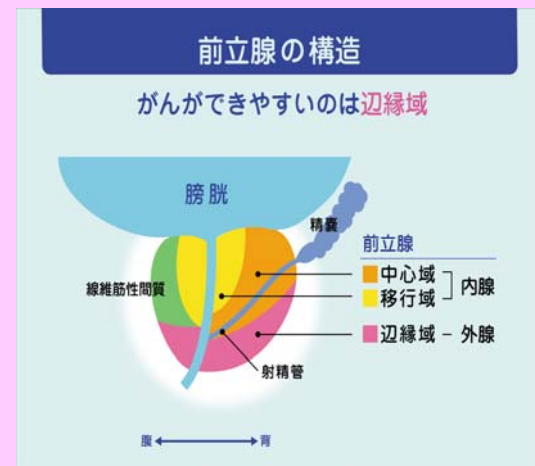 前立腺の構造
がんができやすいのは辺縁域
膀胱
精嚢
前立腺
中心域
移行域
内腺
線維筋性間質
辺縁域 - 外腺
射精管
腹 背